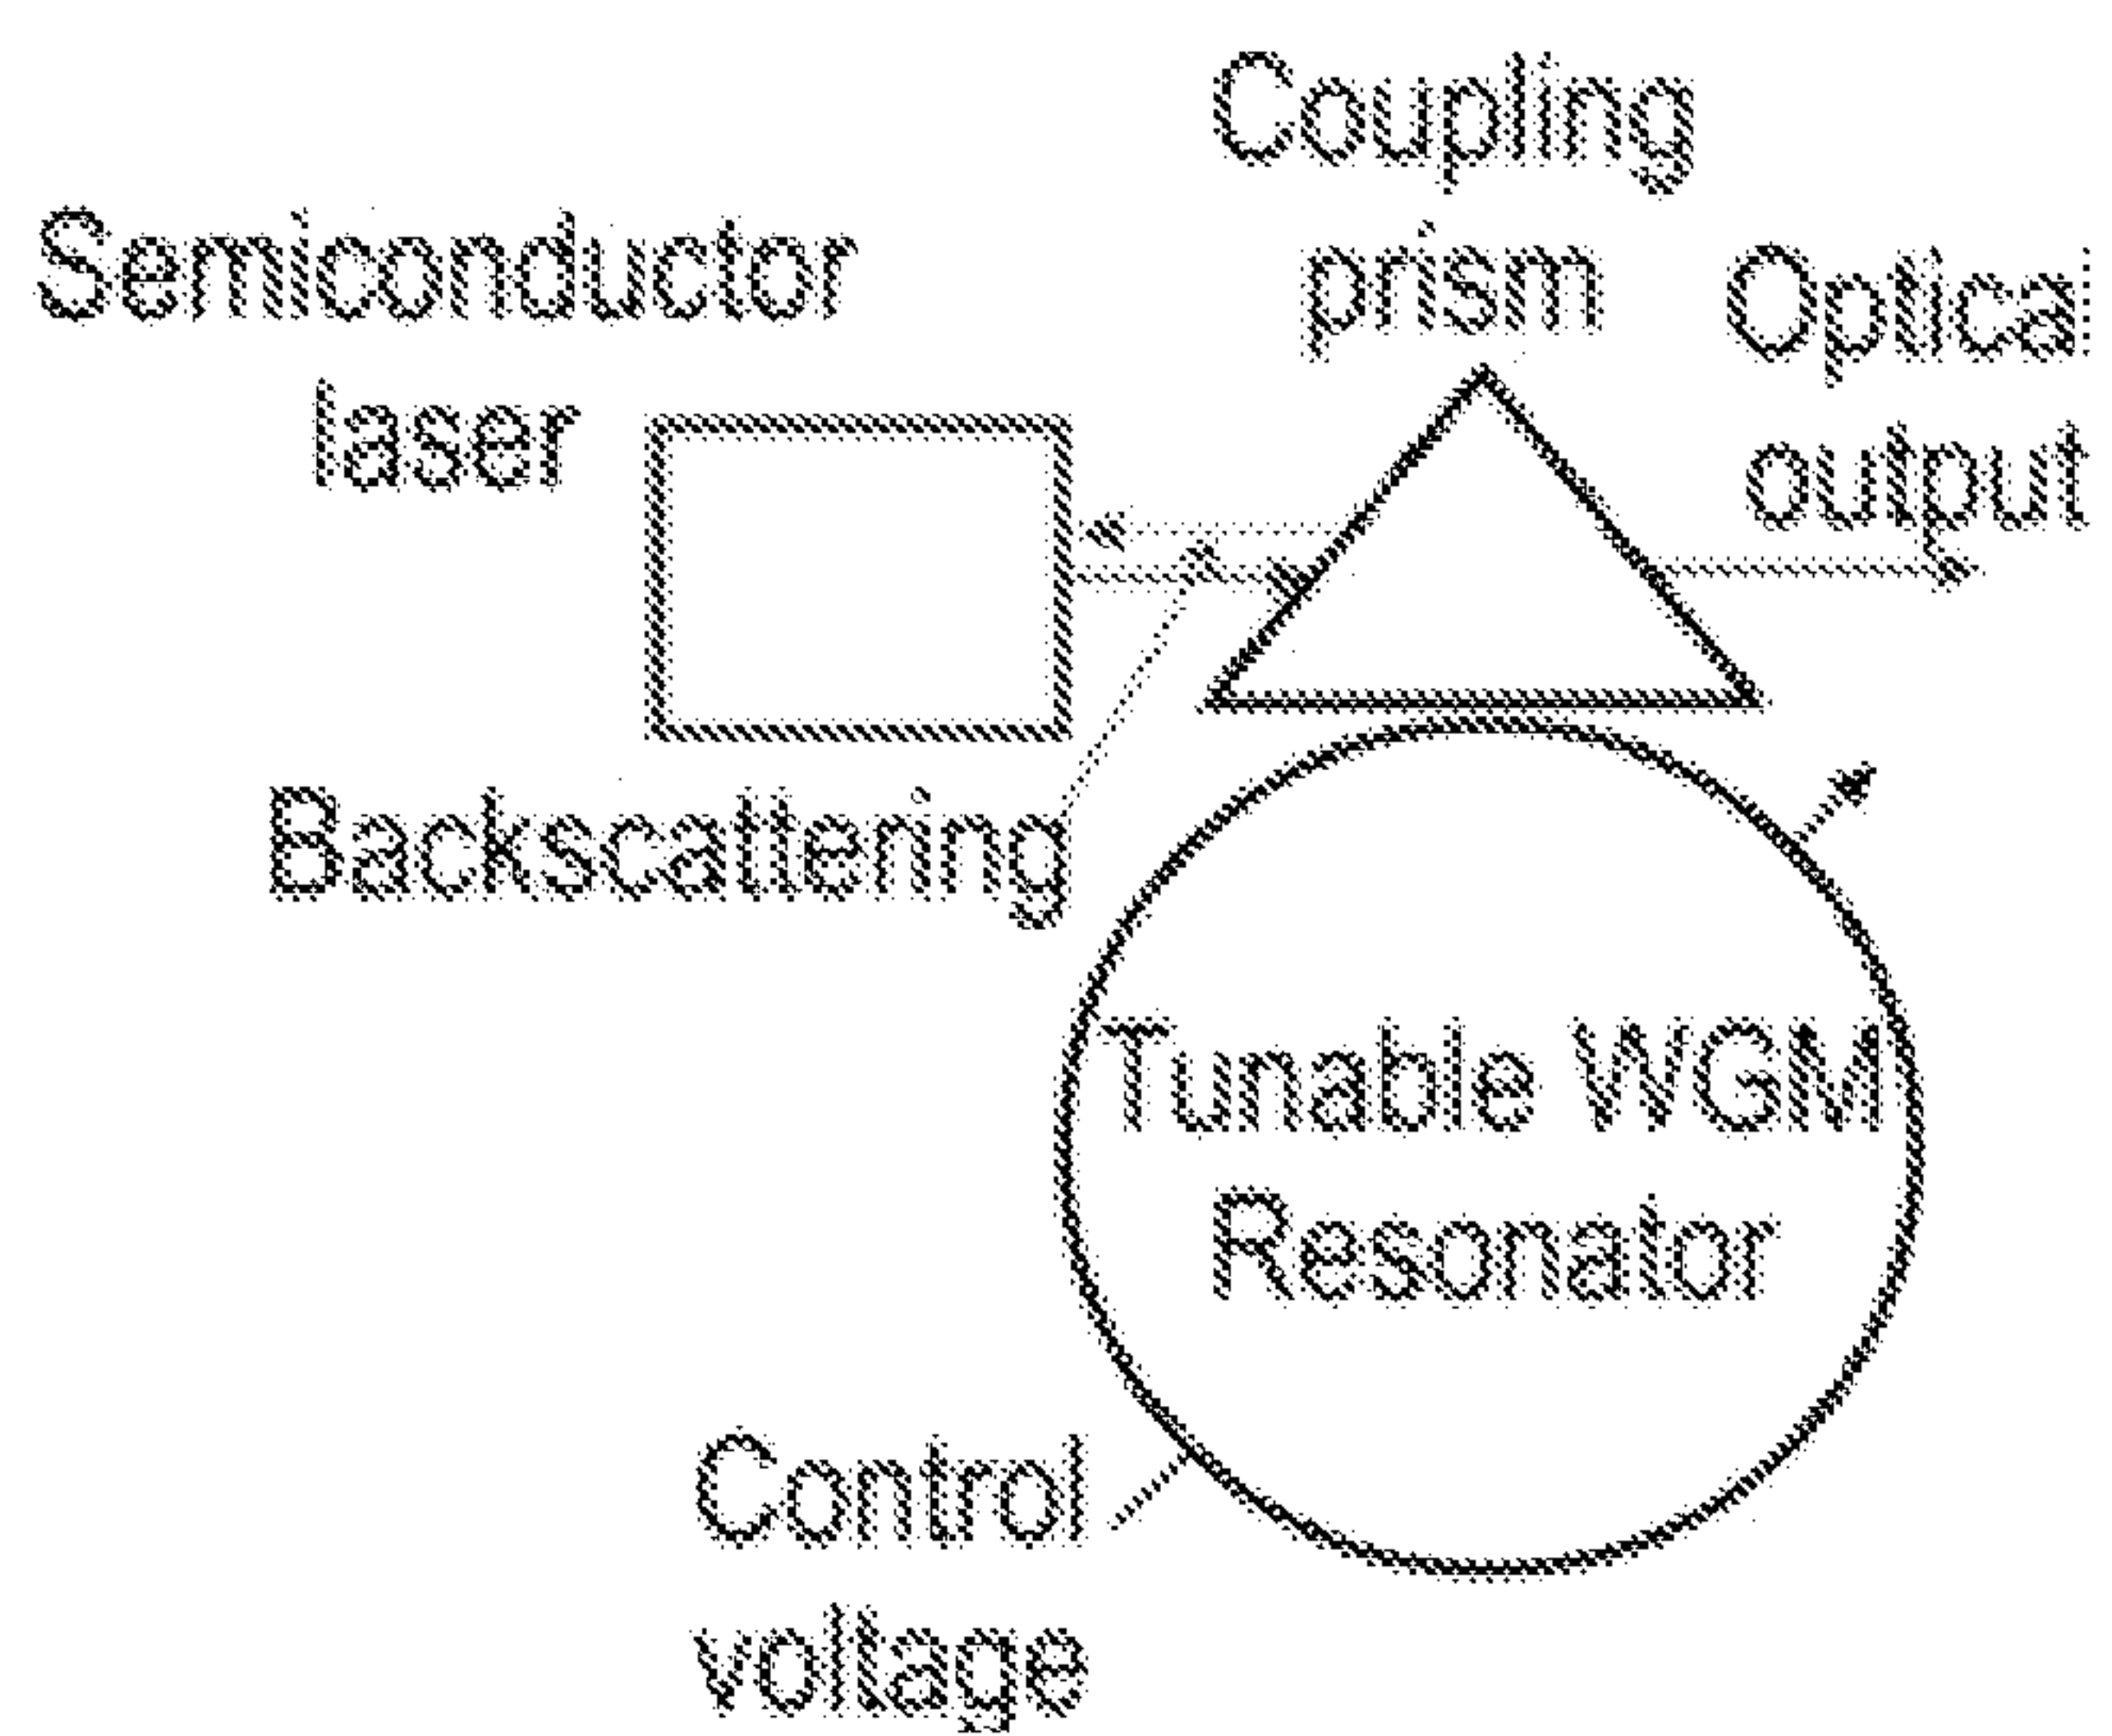 Coupling
prism
Semiconductor
laser
Optical
output
Backscattering
Tunable WGM
Resonator
Control
voltage